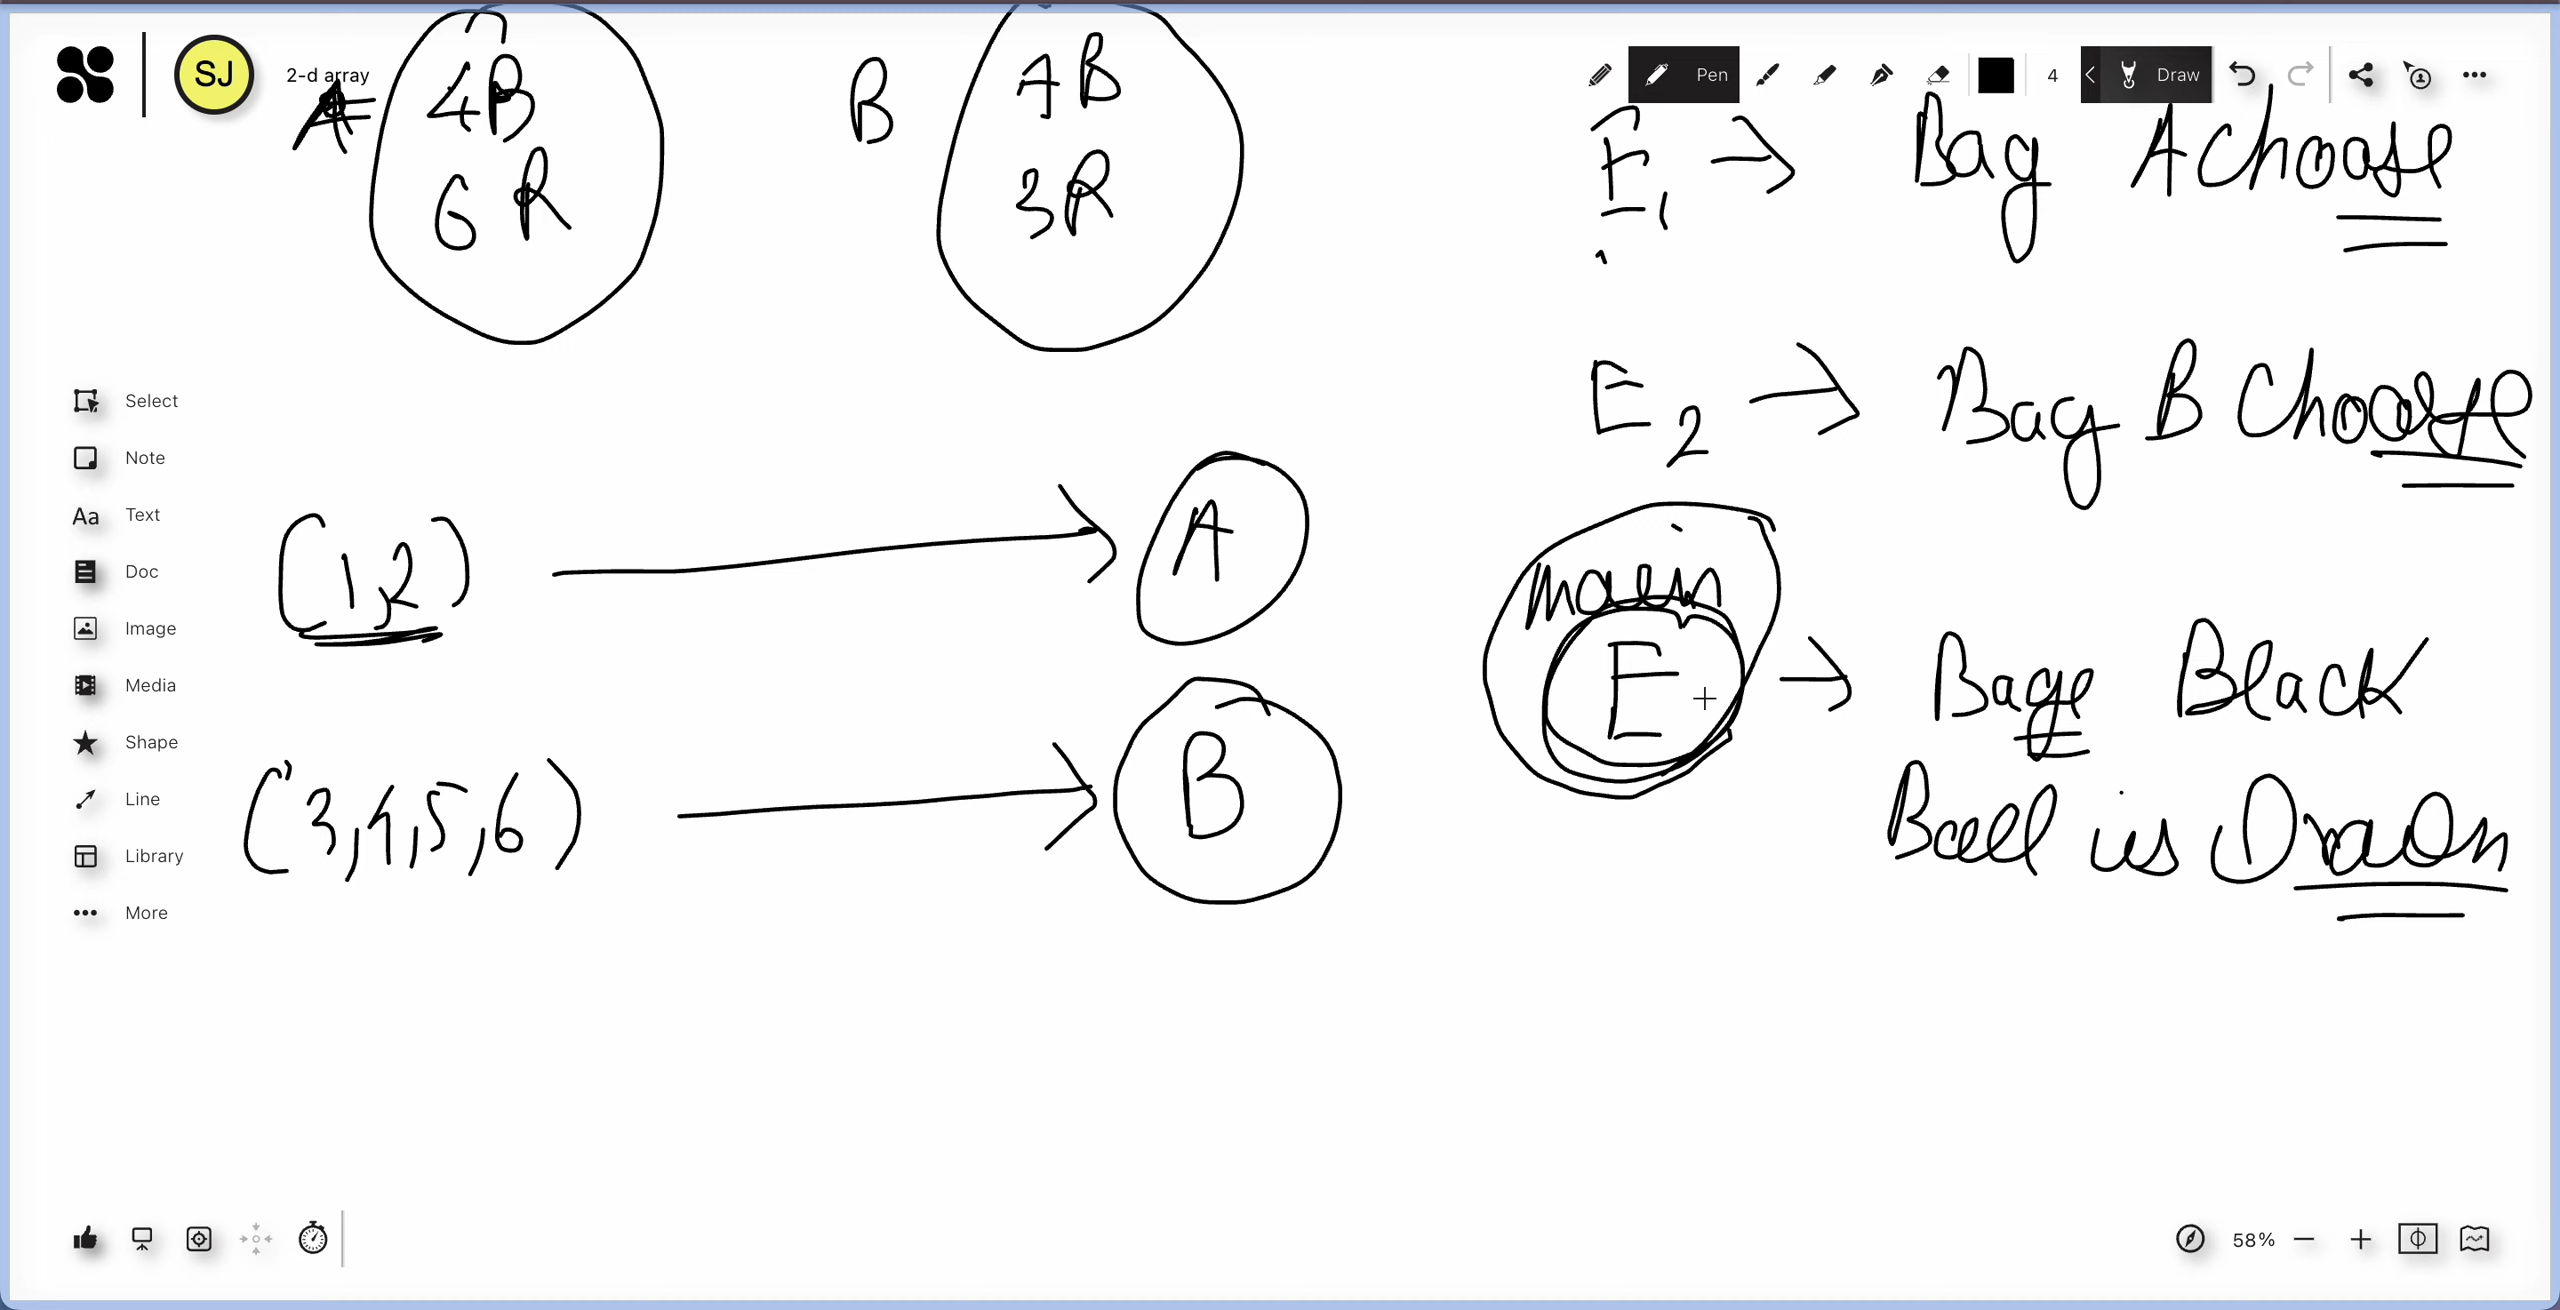 SJ
2-d array
Pen
4
Draw
A
4B
6R
B
4B
3R
E1 → Bag A choose
E2 → Bag B Choose
Select
Note
Text
Doc
Image
Media
Shape
Line
Library
More
(1,2) → A
(3,4,5,6) → B
main
E → Bage Black
Ball is Drawn
58%